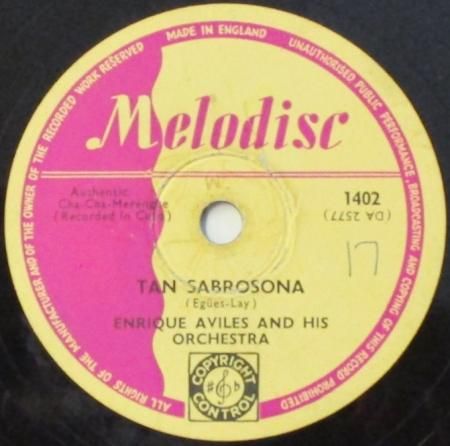 ALL RIGHTS OF THE MANUFACTURER AND OF THE OWNER OF THE RECORDED WORK RESERVED
MADE IN ENGLAND
UNAUTHORISED PUBLIC PERFORMANCE, BROADCASTING AND COPYING OF THIS RECORD PROHIBITED
Melodisc
Authentic
Cha-Cha-Merengue
(Recorded In Cuba)
1402
(DA 2577)
17
TAN SABROSONA
(Egües-Lay)
ENRIQUE AVILES AND HIS
ORCHESTRA
COPYRIGHT
CONTROL